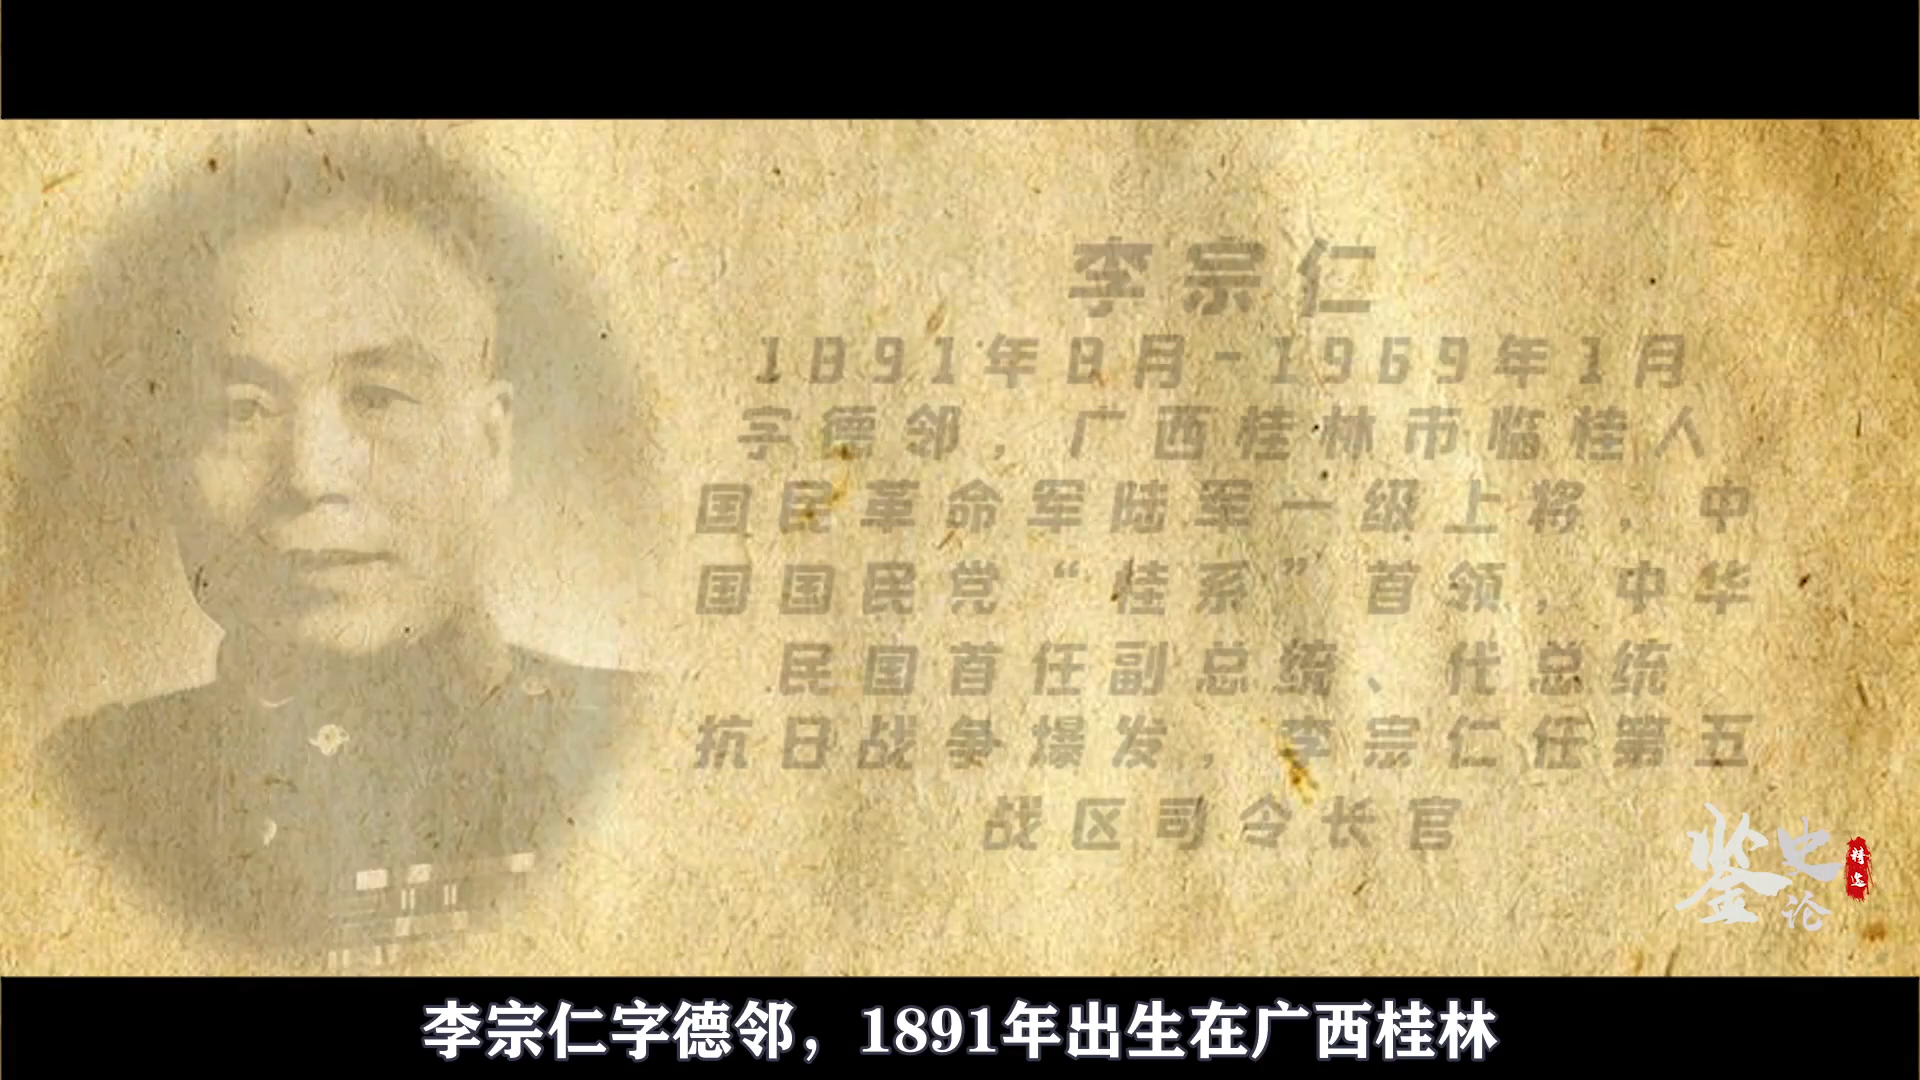 李宗仁
1891年8月-1969年1月
字德邻，广西桂林市临桂人
国民革命军陆军一级上将，中
国国民党“桂系”首领，中华
民国首任副总统、代总统
抗日战争爆发，李宗仁任第五
战区司令长官
鉴史论
精选
李宗仁字德邻，1891年出生在广西桂林